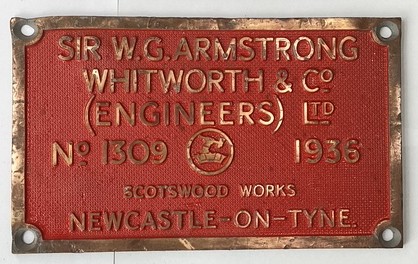 SIR W.G.ARMSTRONG
WHITWORTH & Co
(ENGINEERS) LTD
No 1309 1936
SCOTSWOOD WORKS
NEWCASTLE-ON-TYNE.